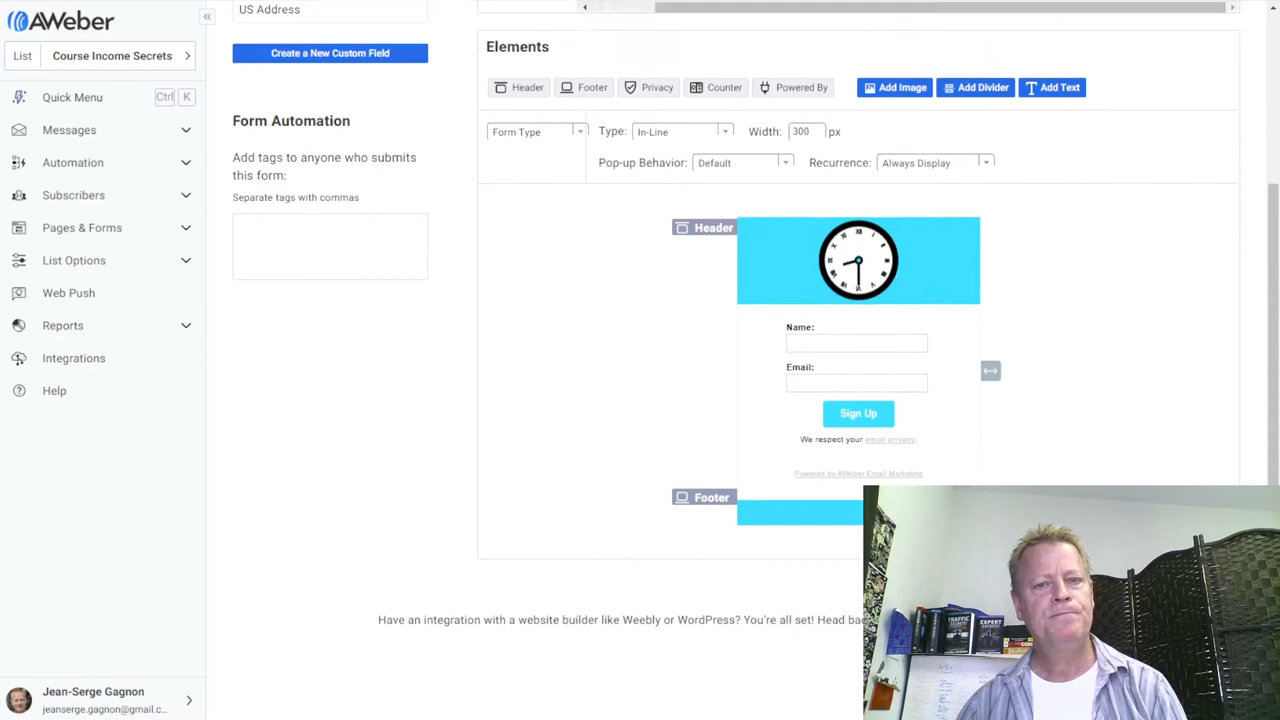 AWeber
List Course Income Secrets
Quick Menu Ctrl K
Messages
Automation
Subscribers
Pages & Forms
List Options
Web Push
Reports
Integrations
Help
Jean-Serge Gagnon
jeanserge.gagnon@gmail.c...
US Address
Create a New Custom Field
Form Automation
Add tags to anyone who submits
this form:
Separate tags with commas
Elements
Header Footer Privacy Counter Powered By Add Image Add Divider Add Text
Form Type Type: In-Line Width: 300 px
Pop-up Behavior: Default Recurrence: Always Display
Header
Name:
Email:
Sign Up
We respect your email privacy.
Powered by AWeber Email Marketing
Footer
Have an integration with a website builder like Weebly or WordPress? You're all set! Head bac
TRAFFIC
SECRETS
EXPERT
SECRETS